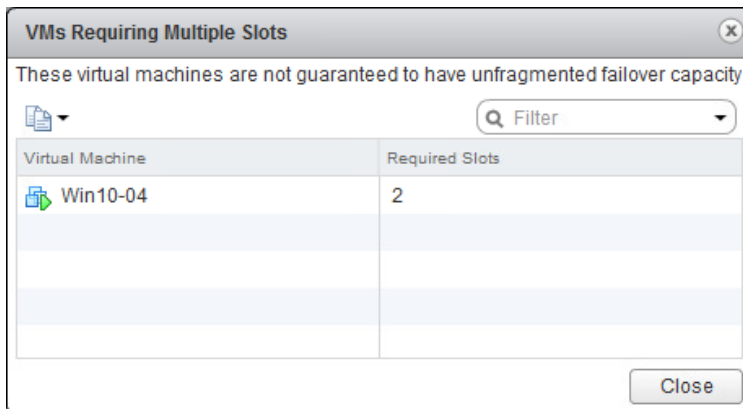 VMs Requiring Multiple Slots
These virtual machines are not guaranteed to have unfragmented failover capacity
Filter
Virtual Machine Required Slots
Win10-04 2
Close